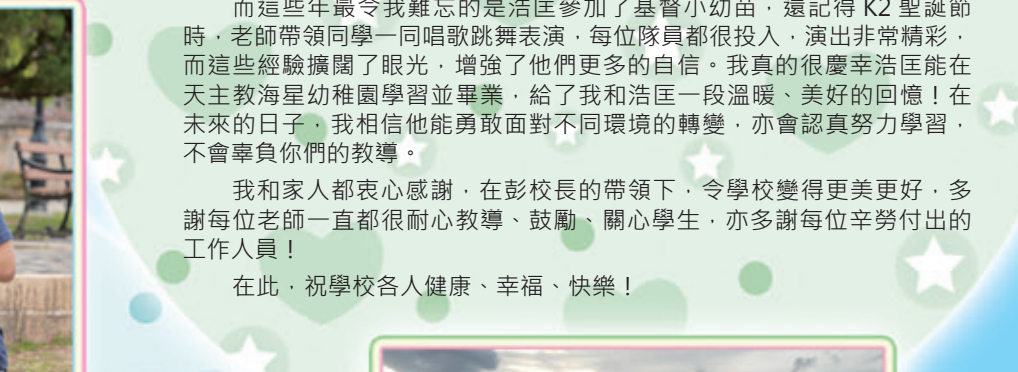 而這些年最令我難忘的是浩匡參加了基督小幼苗，還記得 K2 聖誕節
時，老師帶領同學一同唱歌跳舞表演，每位隊員都很投入，演出非常精彩，
而這些經驗擴闊了眼光，增強了他們更多的自信。我真的很慶幸浩匡能在
天主教海星幼稚園學習並畢業，給了我和浩匡一段溫暖、美好的回憶！在
未來的日子，我相信他能勇敢面對不同環境的轉變，亦會認真努力學習，
不會辜負你們的教導。
我和家人都衷心感謝，在彭校長的帶領下，令學校變得更美更好，多
謝每位老師一直都很耐心教導、鼓勵、關心學生，亦多謝每位辛勞付出的
工作人員！
在此，祝學校各人健康、幸福、快樂！